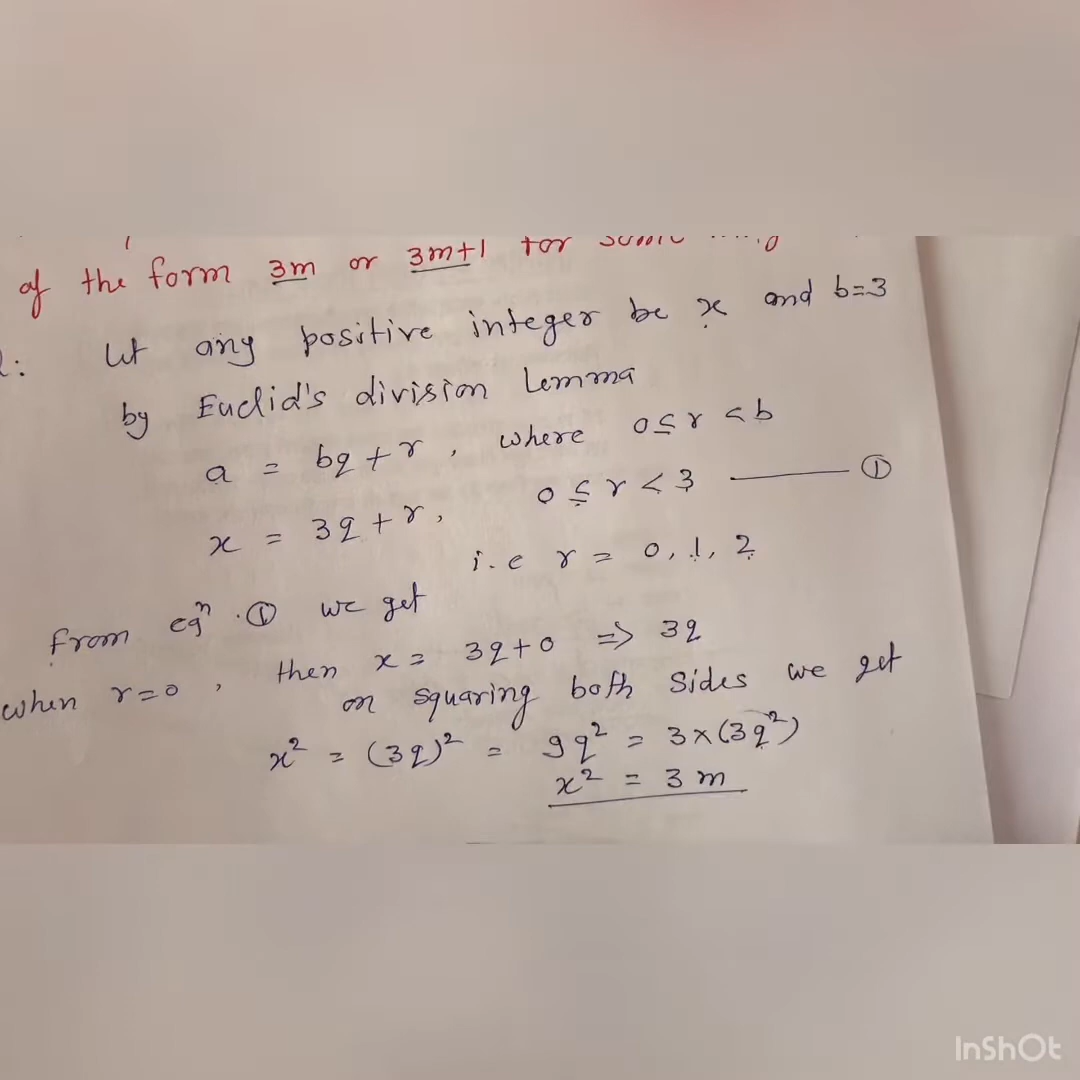 of the form 3m or 3m+1 for some
Let any positive integer be x and b=3
by Euclid's division Lemma
a = bq + r, where 0≤r<b
x = 3q + r, 0≤r<3 ——— ①
i.e r = 0, 1, 2
from eqⁿ.① we get
when r=0, then x = 3q+0 => 3q
on squaring both sides we get
x² = (3q)² = 9q² = 3×(3q²)
x² = 3m
InShOt